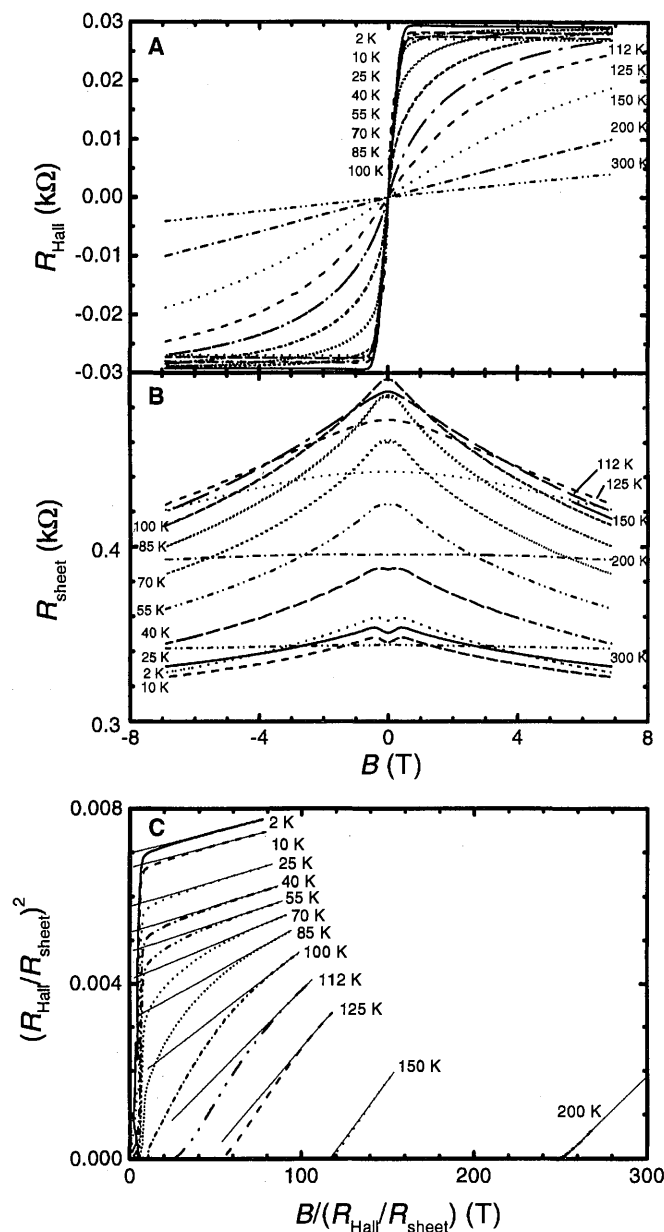 A
0.03
0.02
0.01
0.00
-0.01
-0.02
-0.03
R_Hall (kΩ)
2 K
10 K
25 K
40 K
55 K
70 K
85 K
100 K
112 K
125 K
150 K
200 K
300 K
B
0.4
0.3
R_sheet (kΩ)
100 K
85 K
70 K
55 K
40 K
25 K
2 K
10 K
112 K
125 K
150 K
200 K
300 K
-8
-4
0
4
8
B (T)
C
0.008
0.004
0.000
(R_Hall/R_sheet)^2
2 K
10 K
25 K
40 K
55 K
70 K
85 K
100 K
112 K
125 K
150 K
200 K
0
100
200
300
B/(R_Hall/R_sheet) (T)